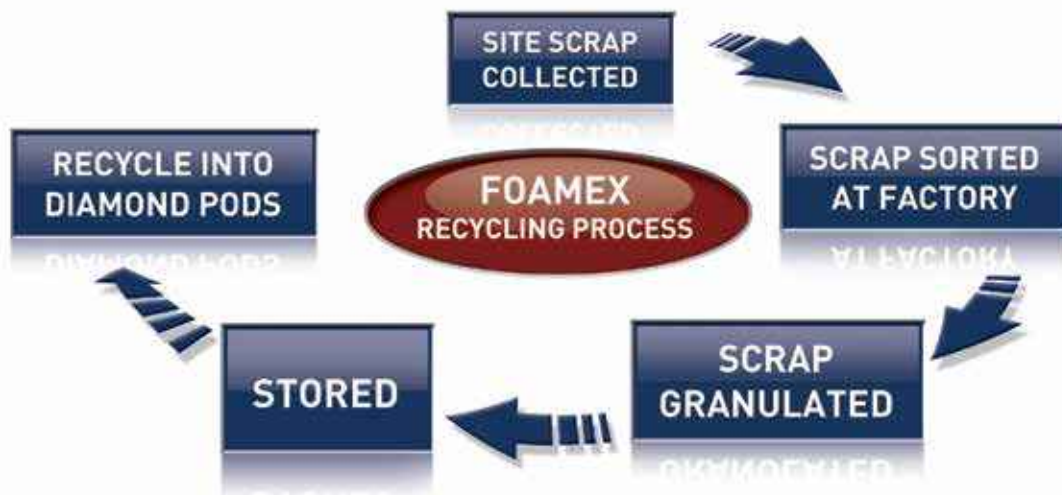 SITE SCRAP
COLLECTED
SCRAP SORTED
AT FACTORY
SCRAP
GRANULATED
STORED
RECYCLE INTO
DIAMOND PODS
FOAMEX
RECYCLING PROCESS